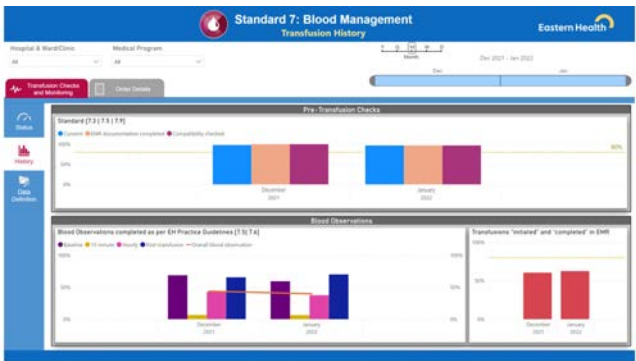 Standard 7: Blood Management
Transfusion History
Eastern Health
Hospital & Ward/Clinic
Medical Program
All
All
Y Q M W D
Month
Dec 2021 - Jan 2022
Dec
Jan
Transfusion Checks
and Monitoring
Order Details
Status
History
Data
Definition
Pre-Transfusion Checks
Standard [7.3 | 7.5 | 7.9]
Consent
EMR documentation completed
Compatibility checked
100%
50%
0%
80%
December
2021
January
2022
Blood Observations
Blood Observations completed as per EH Practice Guidelines [7.5| 7.6]
Baseline
15 minute
Hourly
Post-transfusion
Overall blood observation
100%
50%
0%
100%
50%
0%
December
2021
January
2022
Transfusions "initiated" and "completed" in EMR
100%
50%
0%
December
2021
January
2022